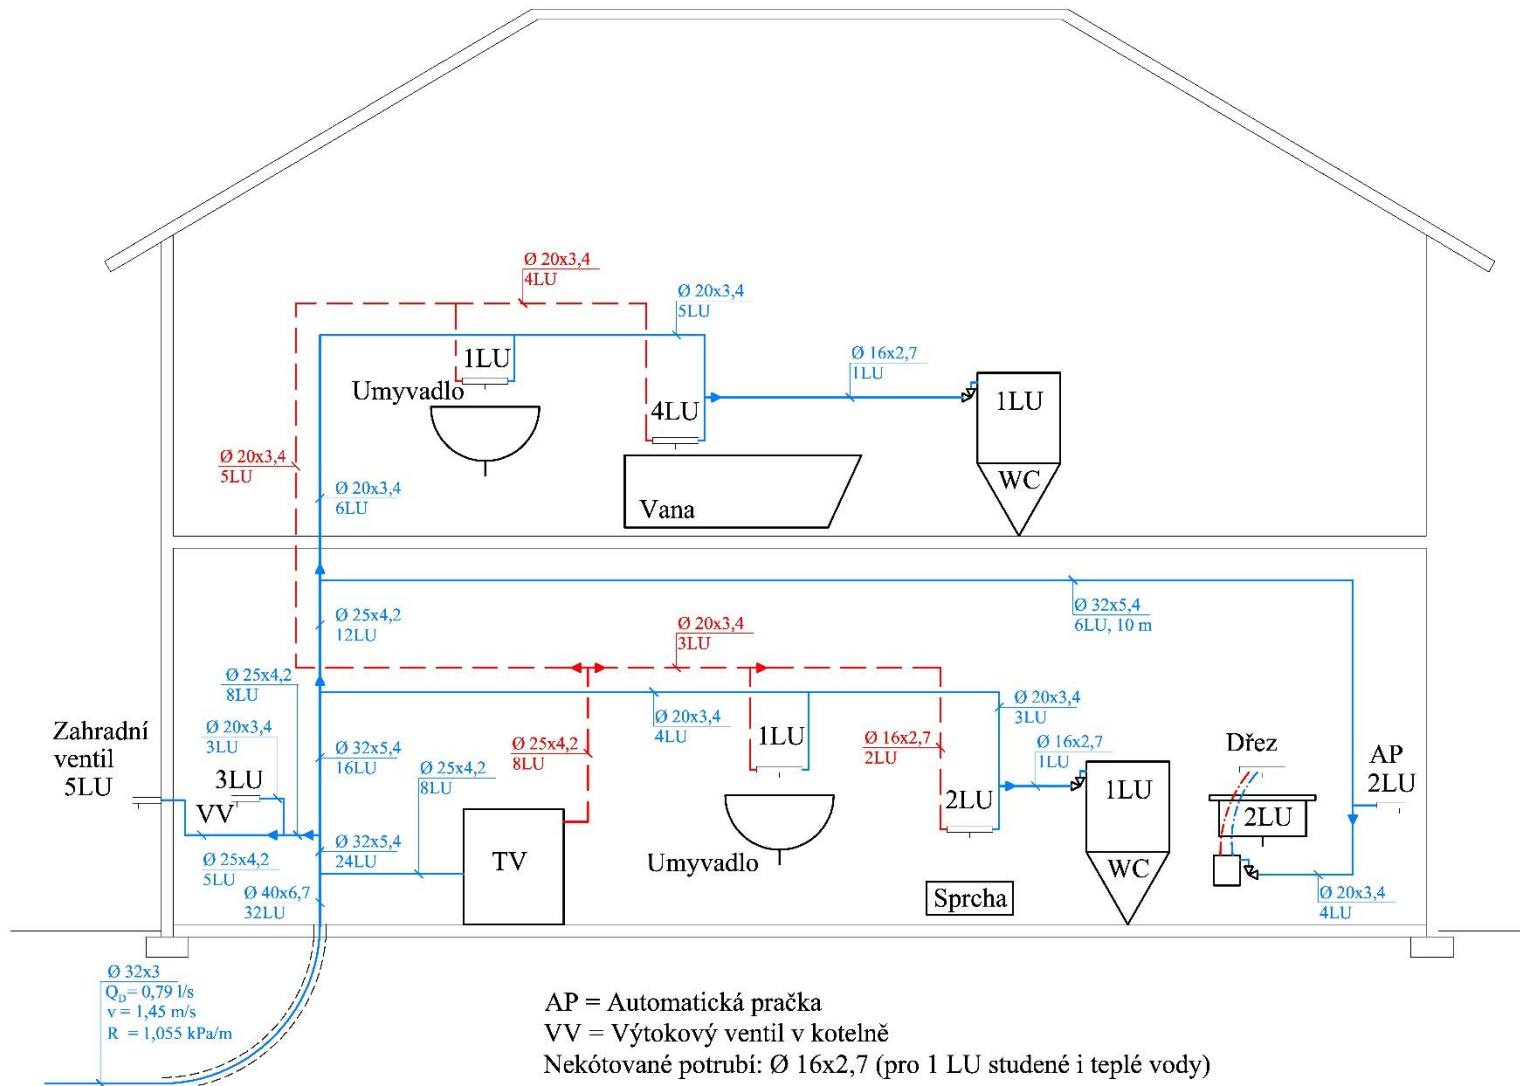 Ø 20x3,4
4LU
Ø 20x3,4
5LU
1LU
Umyvadlo
Ø 16x2,7
1LU
4LU
1LU
WC
Vana
Ø 20x3,4
5LU
Ø 20x3,4
6LU
Ø 25x4,2
12LU
Ø 32x5,4
6LU, 10 m
Ø 20x3,4
3LU
Ø 25x4,2
8LU
Ø 20x3,4
3LU
Zahradní
ventil
5LU
3LU
VV
Ø 32x5,4
16LU
Ø 25x4,2
8LU
Ø 25x4,2
8LU
Ø 20x3,4
4LU
1LU
Ø 16x2,7
2LU
Ø 20x3,4
3LU
Ø 16x2,7
1LU
Dřez
AP
2LU
2LU
1LU
2LU
Ø 25x4,2
5LU
Ø 32x5,4
24LU
TV
Umyvadlo
WC
Ø 40x6,7
32LU
Sprcha
Ø 20x3,4
4LU
Ø 32x3
QD= 0,79 l/s
v = 1,45 m/s
R = 1,055 kPa/m
AP = Automatická pračka
VV = Výtokový ventil v kotelně
Nekótované potrubí: Ø 16x2,7 (pro 1 LU studené i teplé vody)